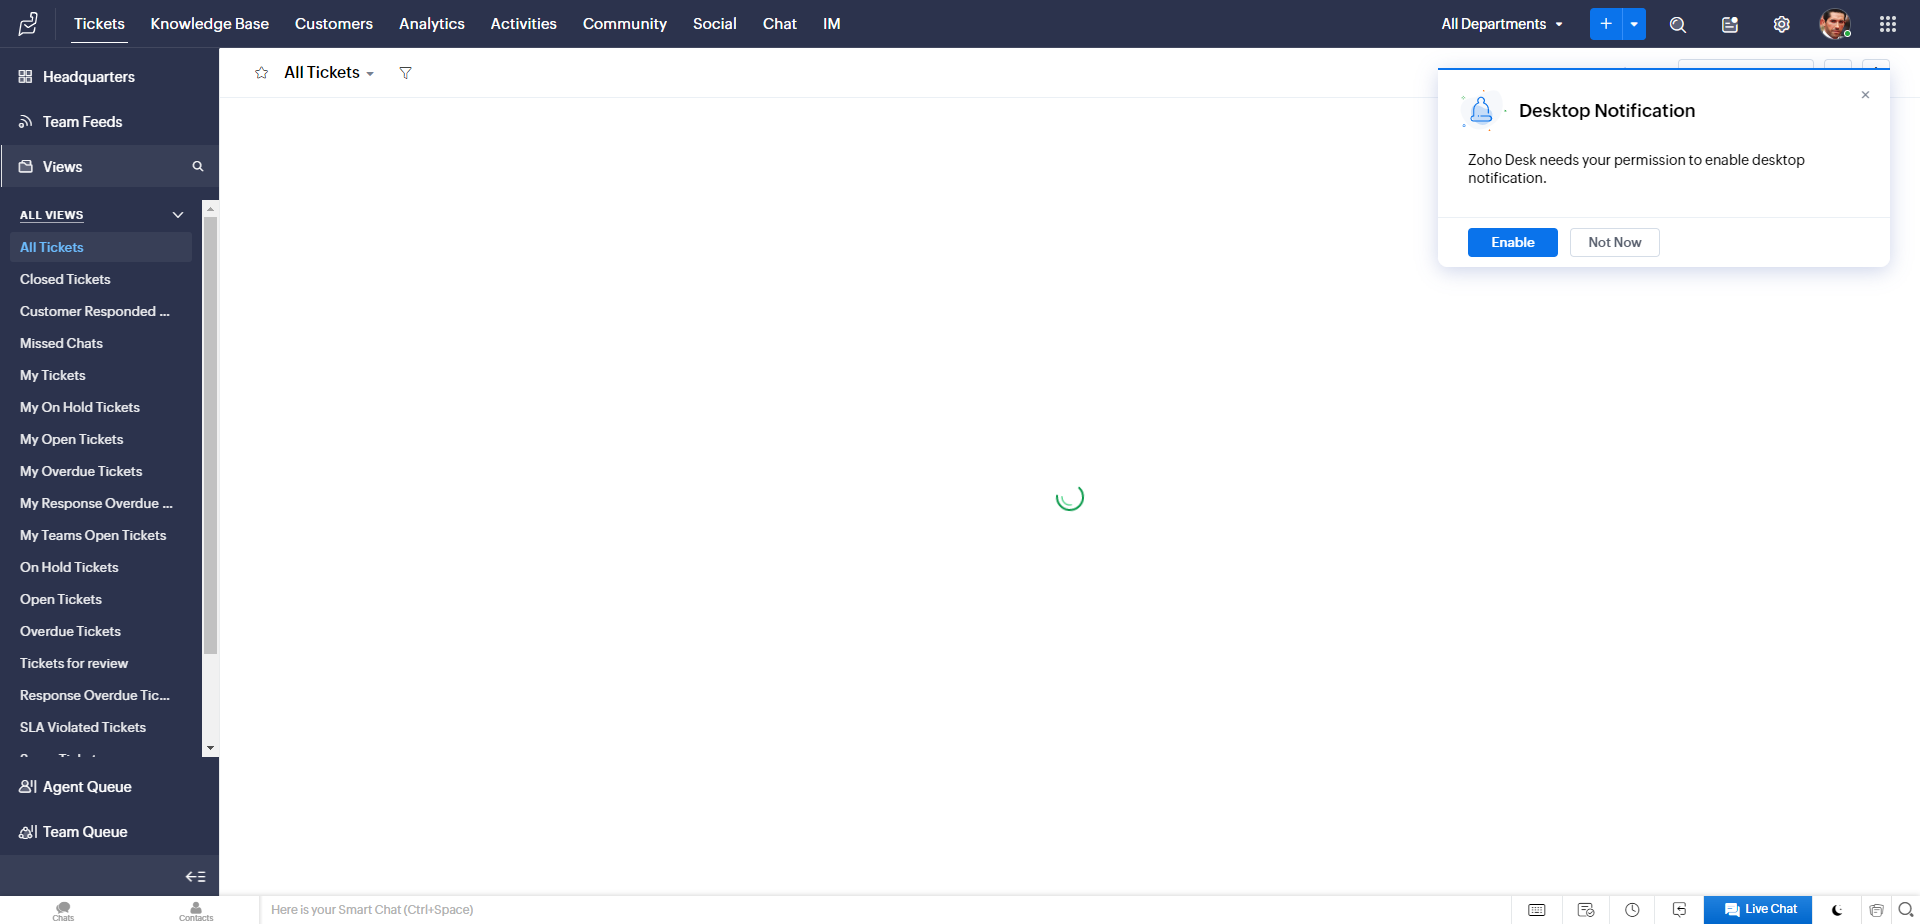 Tickets
Knowledge Base
Customers
Analytics
Activities
Community
Social
Chat
IM
All Departments
Headquarters
Team Feeds
Views
ALL VIEWS
All Tickets
Closed Tickets
Customer Responded ...
Missed Chats
My Tickets
My On Hold Tickets
My Open Tickets
My Overdue Tickets
My Response Overdue ...
My Teams Open Tickets
On Hold Tickets
Open Tickets
Overdue Tickets
Tickets for review
Response Overdue Tic...
SLA Violated Tickets
Agent Queue
Team Queue
All Tickets
Desktop Notification
Zoho Desk needs your permission to enable desktop
notification.
Enable
Not Now
Chats
Contacts
Here is your Smart Chat (Ctrl+Space)
Live Chat